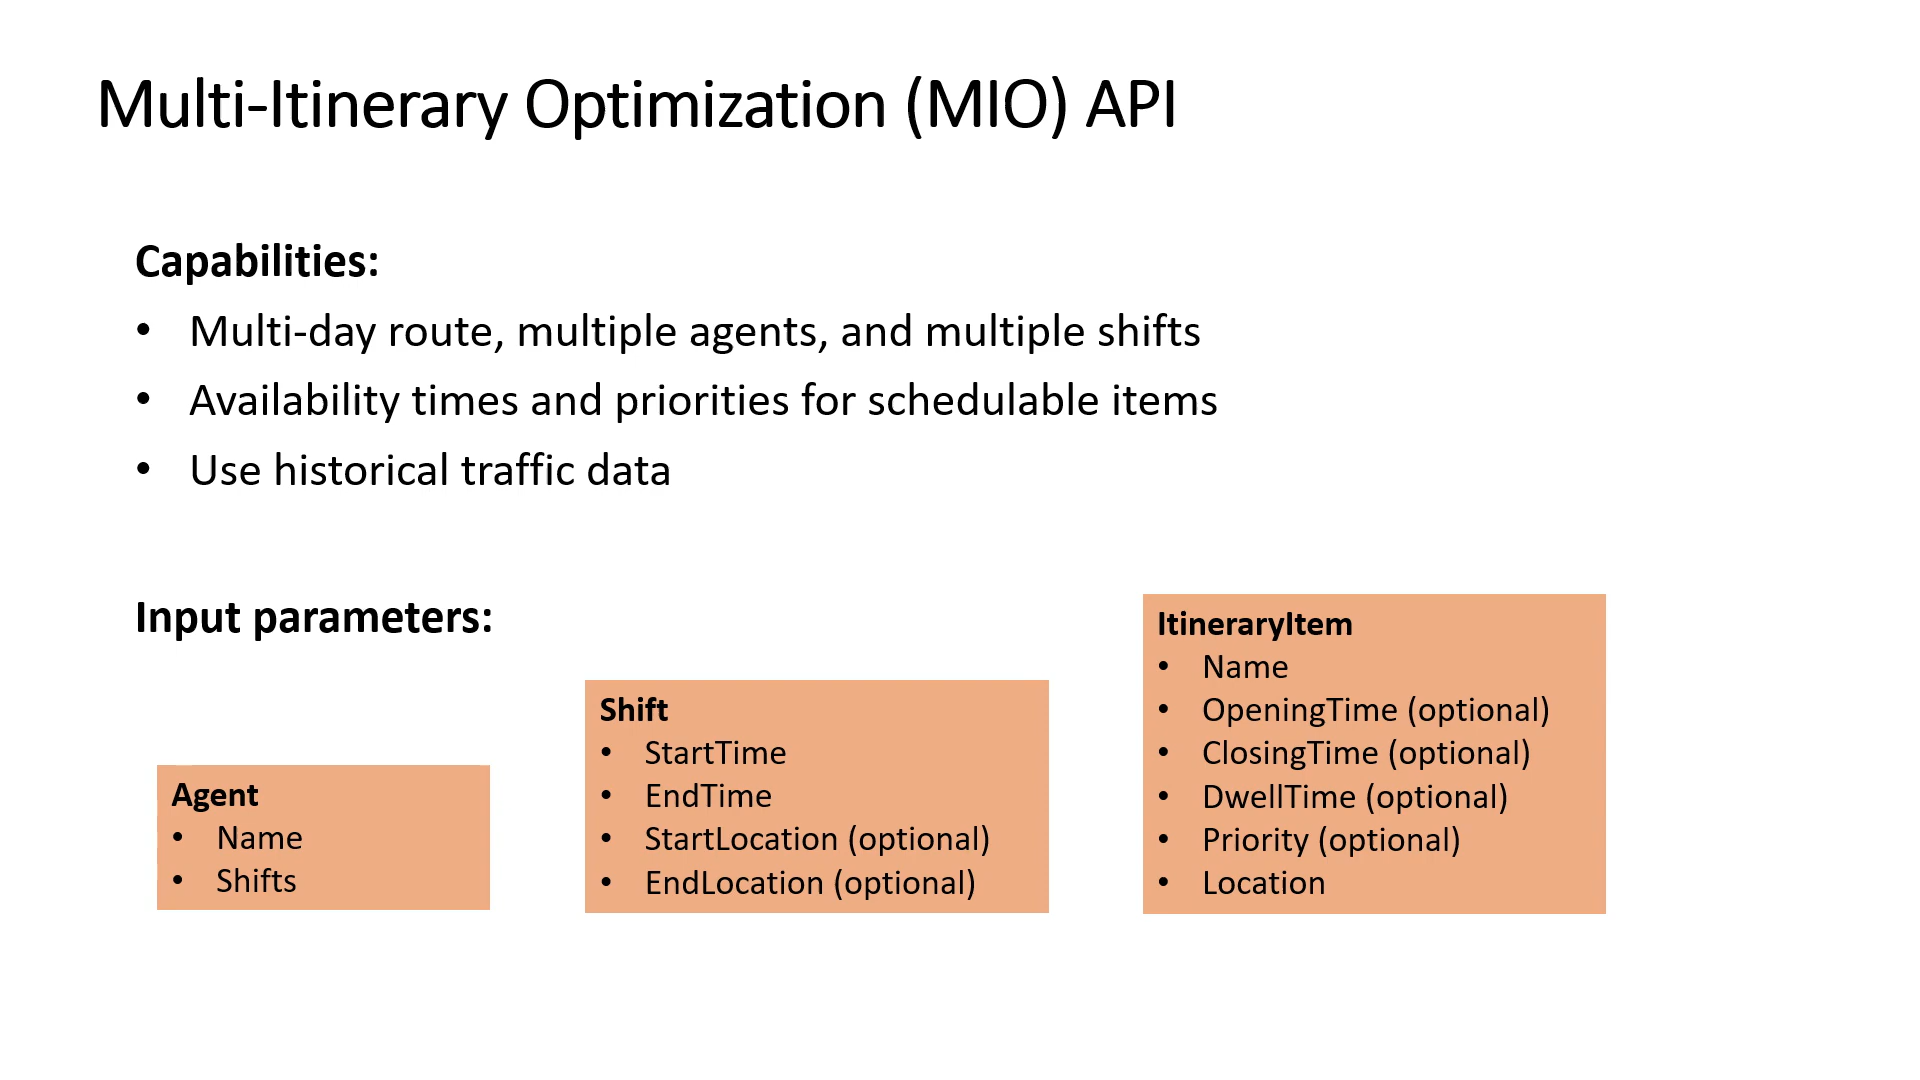 Multi-Itinerary Optimization (MIO) API
Capabilities:
• Multi-day route, multiple agents, and multiple shifts
• Availability times and priorities for schedulable items
• Use historical traffic data
Input parameters:
Agent
• Name
• Shifts
Shift
• StartTime
• EndTime
• StartLocation (optional)
• EndLocation (optional)
ItineraryItem
• Name
• OpeningTime (optional)
• ClosingTime (optional)
• DwellTime (optional)
• Priority (optional)
• Location